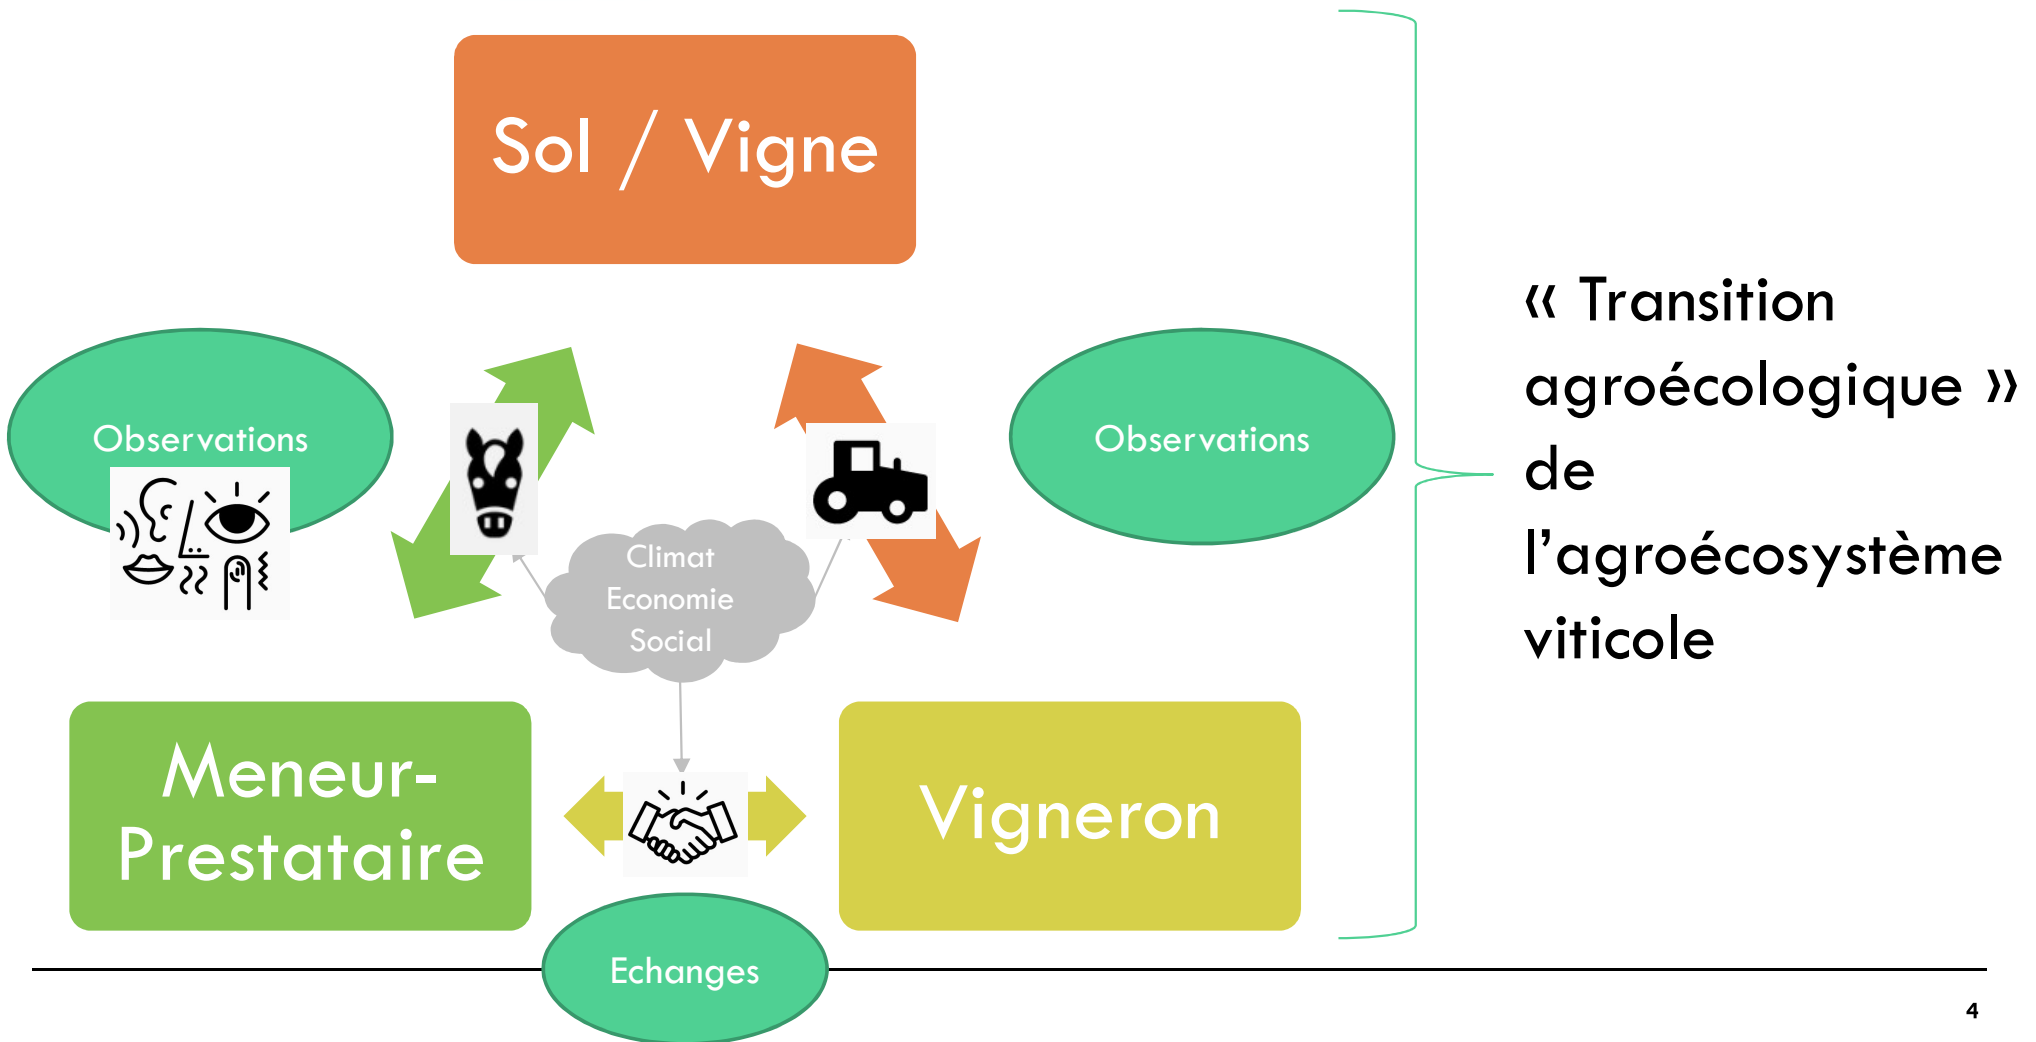 Sol / Vigne
Observations
Observations
Climat
Economie
Social
Meneur-
Prestataire
Vigneron
Echanges
« Transition
agroécologique »
de
l’agroécosystème
viticole
4